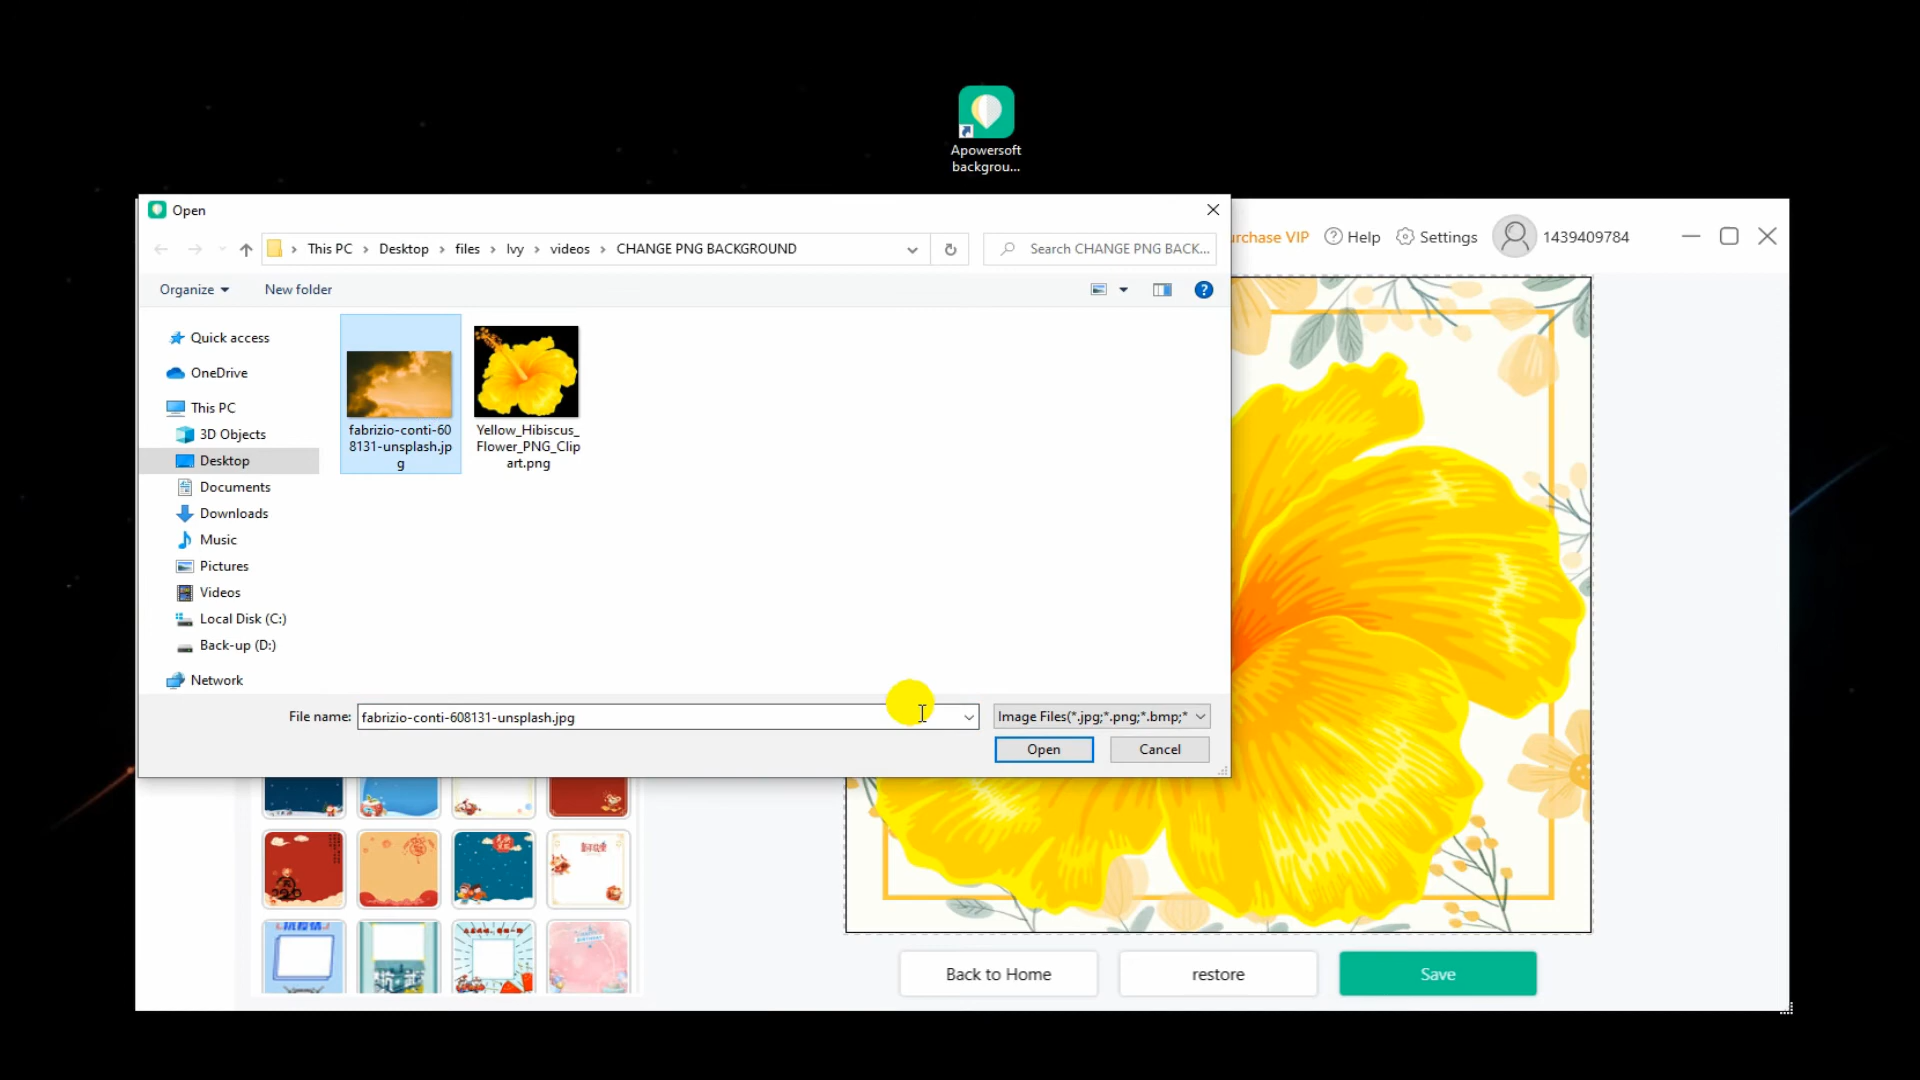 Apowersoft
backgrou...
Open
This PC
Desktop
files
Ivy
videos
CHANGE PNG BACKGROUND
Search CHANGE PNG BACK...
Organize
New folder
Quick access
OneDrive
This PC
3D Objects
Desktop
Documents
Downloads
Music
Pictures
Videos
Local Disk (C:)
Back-up (D:)
Network
fabrizio-conti-60
8131-unsplash.jp
g
Yellow_Hibiscus_
Flower_PNG_Clip
art.png
File name:
fabrizio-conti-608131-unsplash.jpg
Image Files(*.jpg;*.png;*.bmp;*
Open
Cancel
urchase VIP
Help
Settings
1439409784
Back to Home
restore
Save